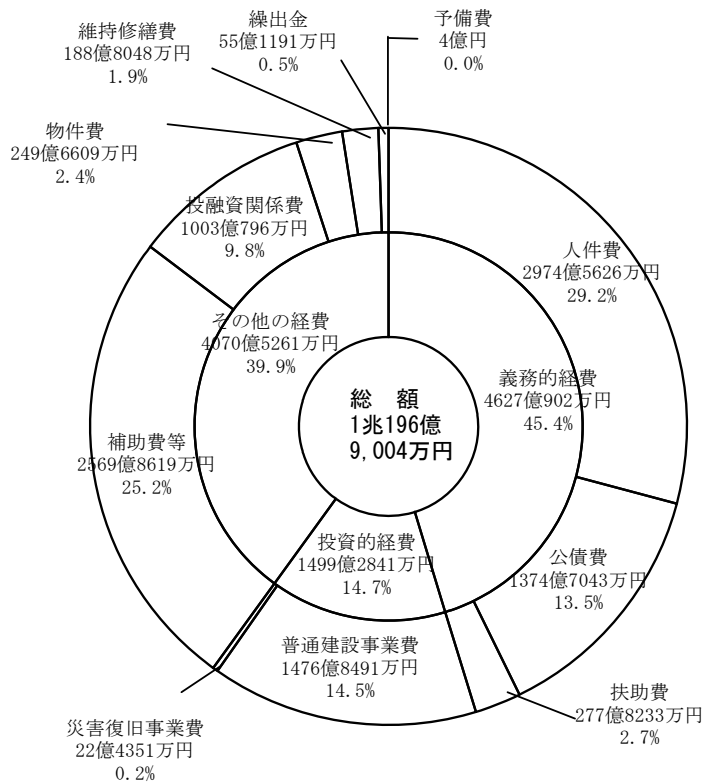 維持修繕費
188億8048万円
1.9%
繰出金
55億1191万円
0.5%
予備費
4億円
0.0%
物件費
249億6609万円
2.4%
投融資関係費
1003億796万円
9.8%
人件費
2974億5626万円
29.2%
その他の経費
4070億5261万円
39.9%
義務的経費
4627億902万円
45.4%
総 額
1兆196億
9,004万円
補助費等
2569億8619万円
25.2%
投資的経費
1499億2841万円
14.7%
公債費
1374億7043万円
13.5%
普通建設事業費
1476億8491万円
14.5%
扶助費
277億8233万円
2.7%
災害復旧事業費
22億4351万円
0.2%